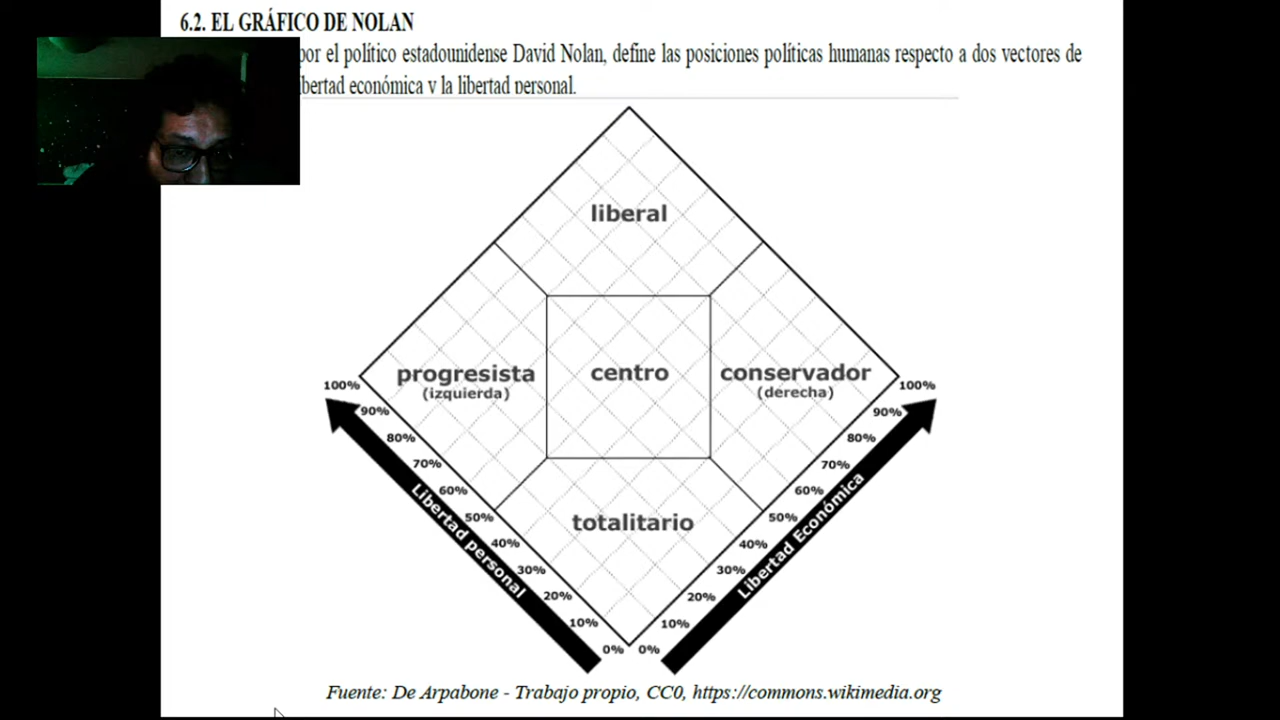 6.2. EL GRÁFICO DE NOLAN
por el político estadounidense David Nolan, define las posiciones políticas humanas respecto a dos vectores de
libertad económica y la libertad personal.
liberal
progresista
(izquierda)
centro
conservador
(derecha)
totalitario
100%
90%
80%
70%
60%
50%
40%
30%
20%
10%
0%
Libertad personal
100%
90%
80%
70%
60%
50%
40%
30%
20%
10%
0%
Libertad Económica
Fuente: De Arpabone - Trabajo propio, CC0, https://commons.wikimedia.org